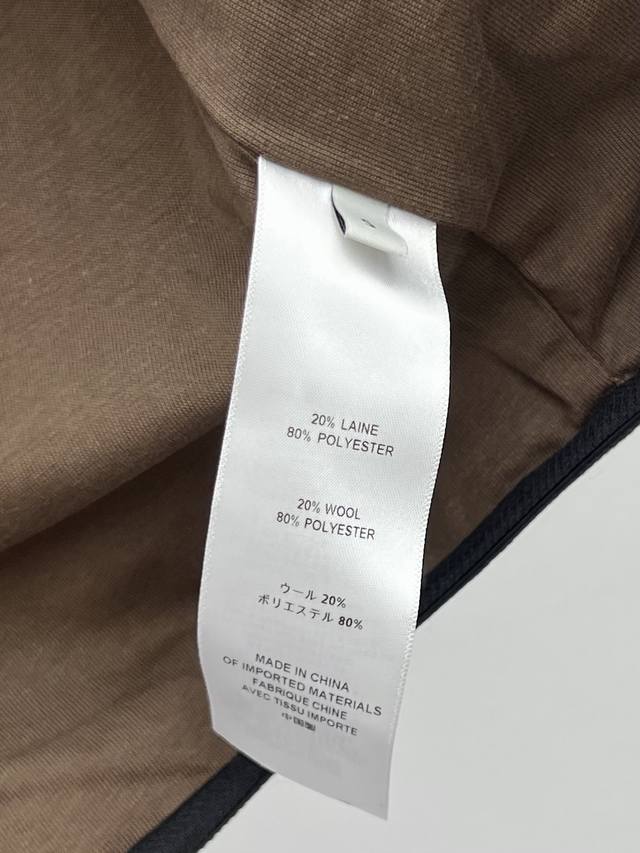 20% LAINE
80% POLYESTER
20% WOOL
80% POLYESTER
ウール 20%
ポリエステル 80%
MADE IN CHINA
OF IMPORTED MATERIALS
FABRIQUE CHINE
AVEC TISSU IMPORTE
中国製